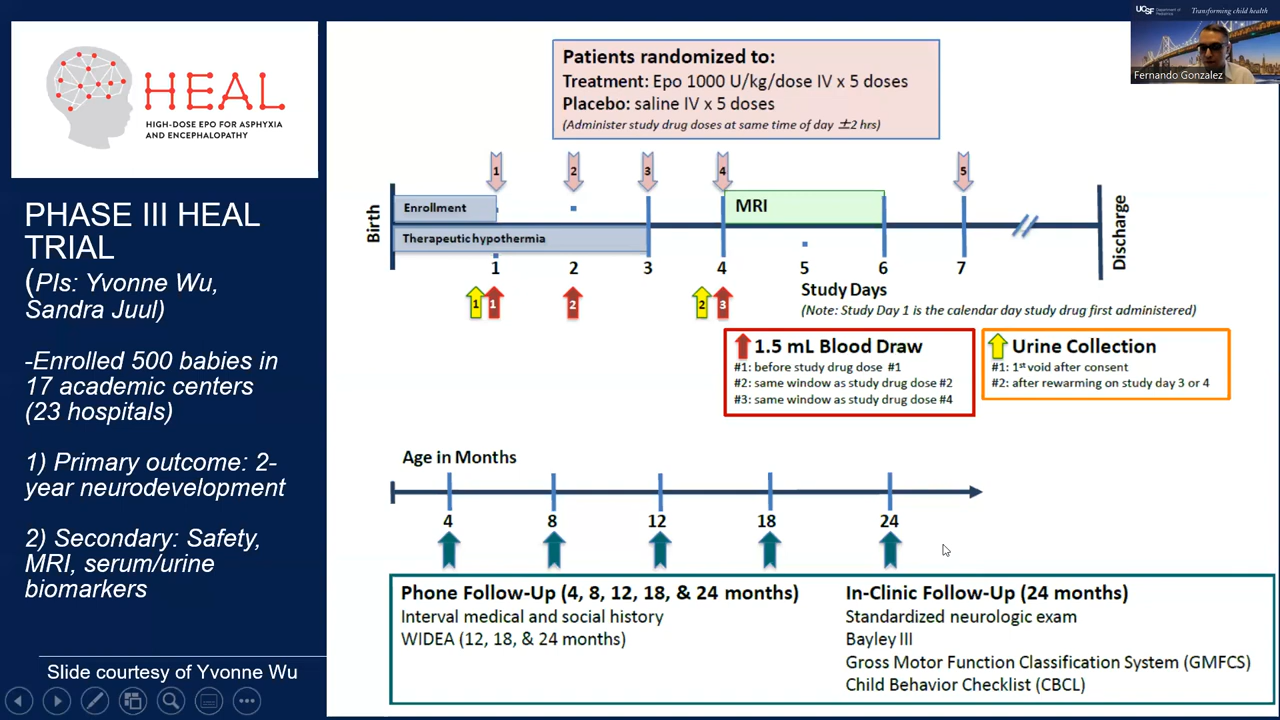 UCSF Department of Pediatrics
Transforming child health
Fernando Gonzalez
HEAL
HIGH-DOSE EPO FOR ASPHYXIA
AND ENCEPHALOPATHY
PHASE III HEAL
TRIAL
(PIs: Yvonne Wu,
Sandra Juul)
-Enrolled 500 babies in
17 academic centers
(23 hospitals)
1) Primary outcome: 2-
year neurodevelopment
2) Secondary: Safety,
MRI, serum/urine
biomarkers
Slide courtesy of Yvonne Wu
Patients randomized to:
Treatment: Epo 1000 U/kg/dose IV x 5 doses
Placebo: saline IV x 5 doses
(Administer study drug doses at same time of day ±2 hrs)
1 2 3 4 5
Birth
Enrollment
MRI
Therapeutic hypothermia
Discharge
1 2 3 4 5 6 7
1 1 2 2 3
Study Days
(Note: Study Day 1 is the calendar day study drug first administered)
1.5 mL Blood Draw
#1: before study drug dose #1
#2: same window as study drug dose #2
#3: same window as study drug dose #4
Urine Collection
#1: 1st void after consent
#2: after rewarming on study day 3 or 4
Age in Months
4 8 12 18 24
Phone Follow-Up (4, 8, 12, 18, & 24 months)
Interval medical and social history
WIDEA (12, 18, & 24 months)
In-Clinic Follow-Up (24 months)
Standardized neurologic exam
Bayley III
Gross Motor Function Classification System (GMFCS)
Child Behavior Checklist (CBCL)